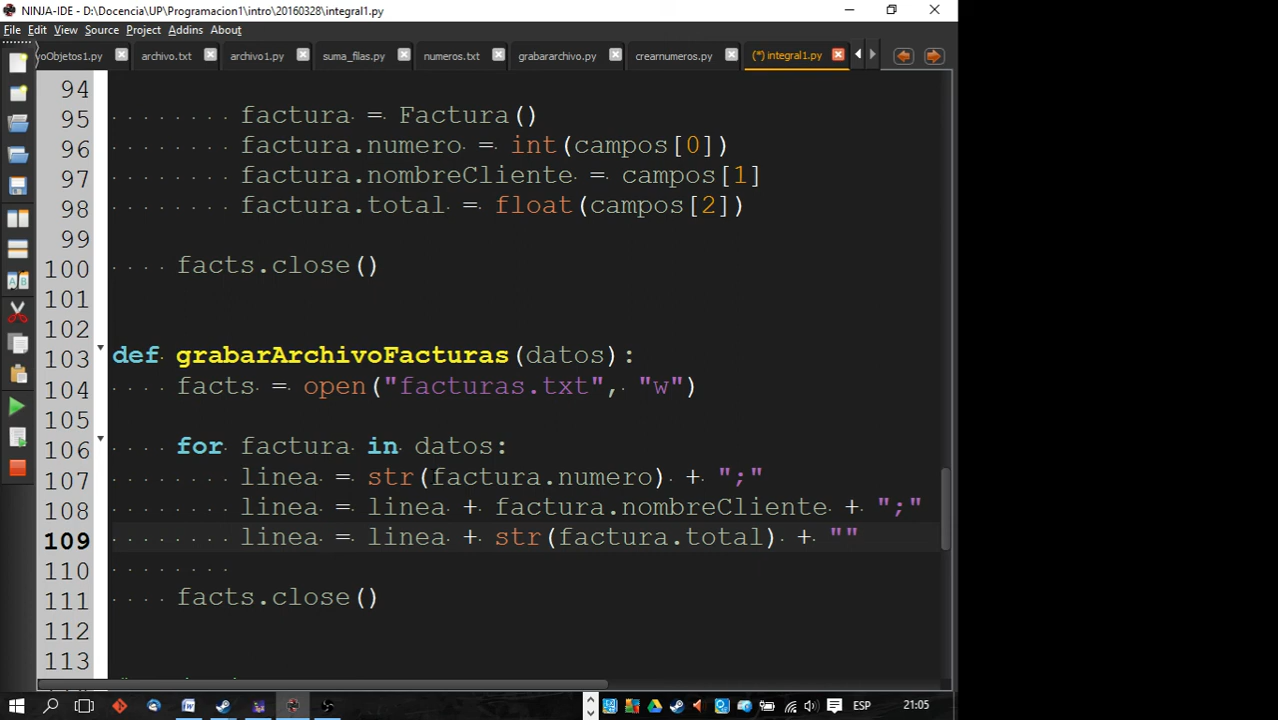 NINJA-IDE - D:\Docencia\UP\Programacion1\intro\20160328\integral1.py
File Edit View Source Project Addins About
yoObjetos1.py archivo.txt archivo1.py suma_filas.py numeros.txt grabararchivo.py crearnumeros.py (*) integral1.py
94
95 factura = Factura()
96 factura.numero = int(campos[0])
97 factura.nombreCliente = campos[1]
98 factura.total = float(campos[2])
99
100 facts.close()
101
102
103 def grabarArchivoFacturas(datos):
104 facts = open("facturas.txt", "w")
105
106 for factura in datos:
107 linea = str(factura.numero) + ";"
108 linea = linea + factura.nombreCliente + ";"
109 linea = linea + str(factura.total) + ""
110
111 facts.close()
112
113
ESP 21:05